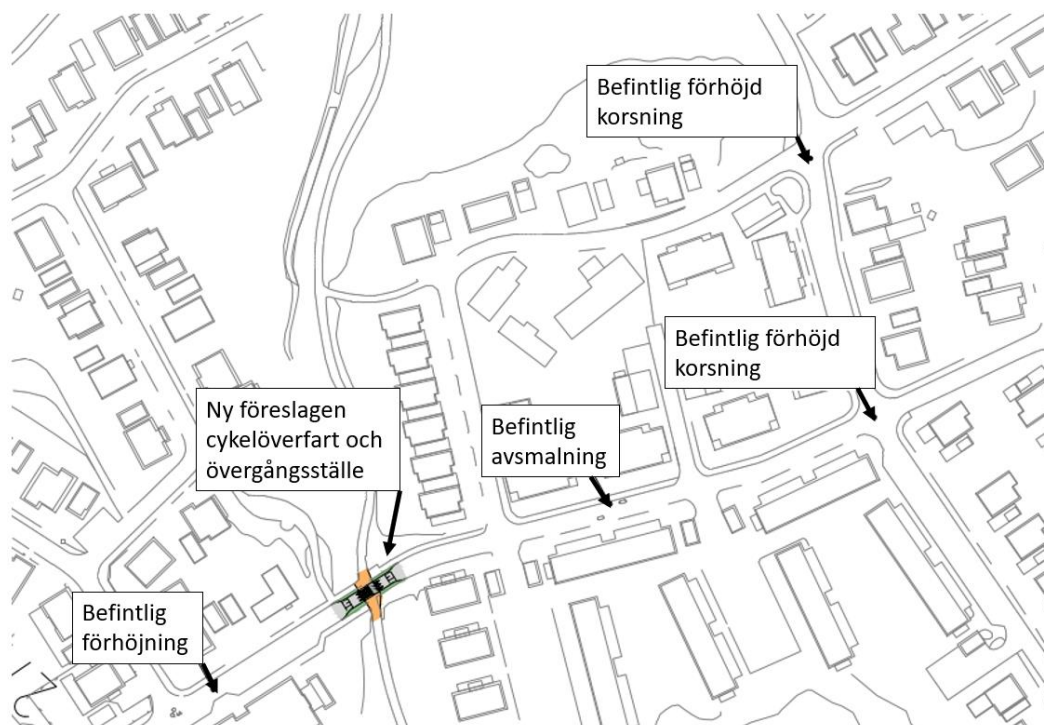 Befintlig förhöjd
korsning
Befintlig förhöjd
korsning
Ny föreslagen
cykelöverfart och
övergångsställe
Befintlig
avsmalning
Befintlig
förhöjning